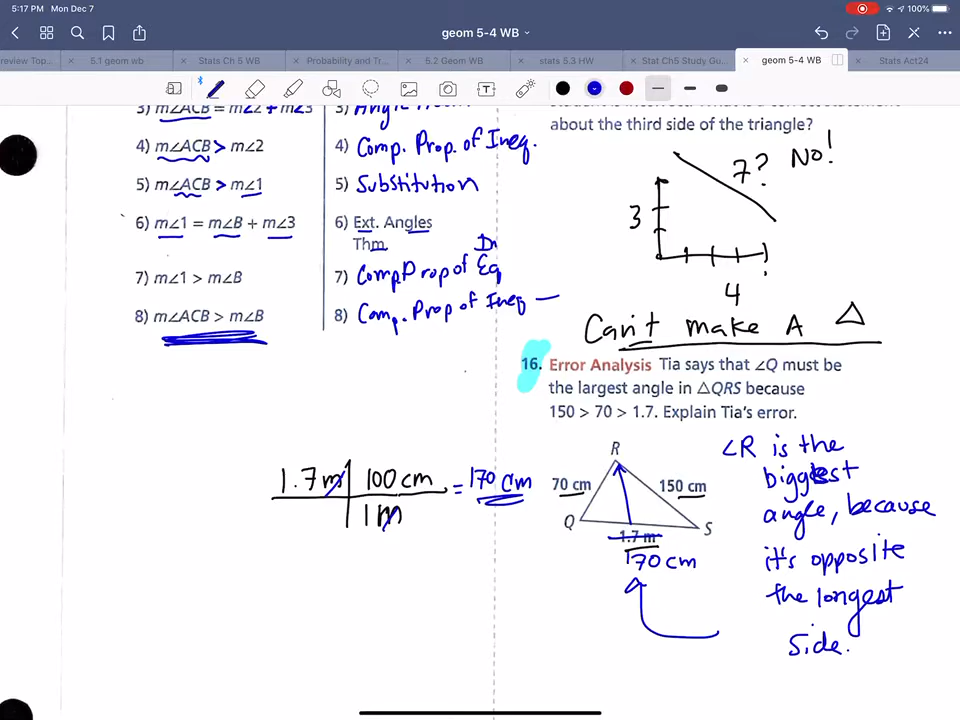 5:17 PM Mon Dec 7
100%
geom 5-4 WB
review Top...
5.1 geom wb
Stats Ch 5 WB
Probability and Tr...
5.2 Geom WB
stats 5.3 HW
Stat Ch5 Study Gu...
geom 5-4 WB
Stats Act24
3) m∠ACB = m∠2 + m∠3
3) Angle
4) m∠ACB > m∠2
4) Comp. Prop. of Ineq.
5) m∠ACB > m∠1
5) Substitution
6) m∠1 = m∠B + m∠3
6) Ext. Angles
Thm
7) m∠1 > m∠B
In
7) Comp. Prop of Eq
8) m∠ACB > m∠B
8) Comp. Prop of Ineq
about the third side of the triangle?
7? No!
3
4
Can't make A △
16. Error Analysis Tia says that ∠Q must be
the largest angle in △QRS because
150 > 70 > 1.7. Explain Tia's error.
R
70 cm
150 cm
Q
S
1.7 m
170 cm
1.7 m | 100 cm = 170 cm
1 m
∠R is the
biggest
angle, because
it's opposite
the longest
side.